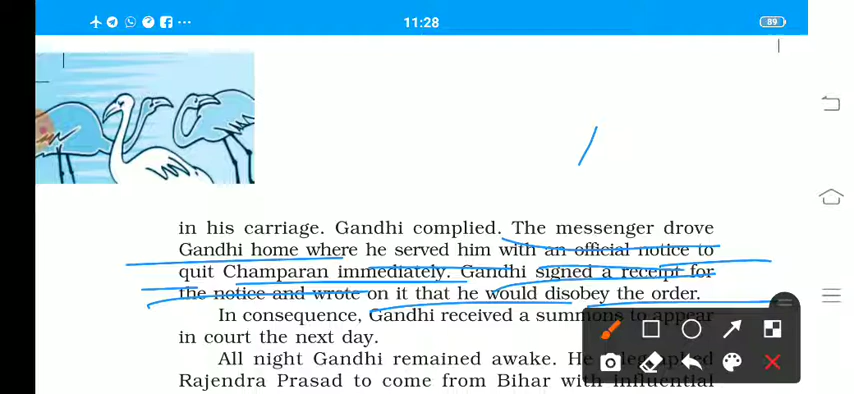 11:28
89
in his carriage. Gandhi complied. The messenger drove
Gandhi home where he served him with an official notice to
quit Champaran immediately. Gandhi signed a receipt for
the notice and wrote on it that he would disobey the order.
In consequence, Gandhi received a summons to appear
in court the next day.
All night Gandhi remained awake. He telegraphed
Rajendra Prasad to come from Bihar with influential